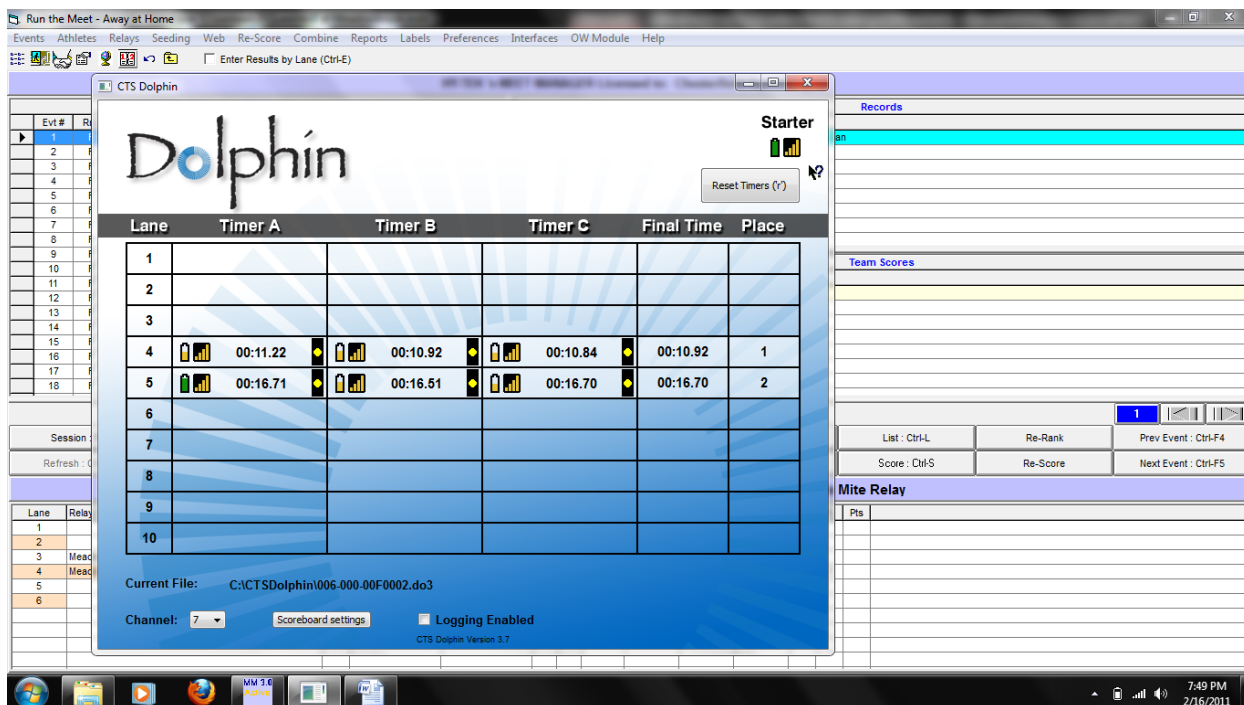 Run the Meet - Away at Home
Events Athletes Relays Seeding Web Re-Score Combine Reports Labels Preferences Interfaces OW Module Help
Enter Results by Lane (Ctrl-E)
CTS Dolphin
Records
Evt #
1
2
3
4
5
6
7
8
9
10
11
12
13
14
15
16
17
18
Team Scores
Dolphin
Starter
Reset Timers ('r')
Lane Timer A Timer B Timer C Final Time Place
1
2
3
4 00:11.22 00:10.92 00:10.84 00:10.92 1
5 00:16.71 00:16.51 00:16.70 00:16.70 2
6
7
8
9
10
Current File: C:\CTSDolphin\006-000-00F0002.do3
Channel: 7 Scoreboard settings Logging Enabled
CTS Dolphin Version 3.7
1
Session : List : Ctrl-L Re-Rank Prev Event : Ctrl-F4
Refresh : Score : Ctrl-S Re-Score Next Event : Ctrl-F5
Mite Relay
Lane Relay Pts
1
2
3 Mead
4 Mead
5
6
MM 3.0
7:49 PM
2/16/2011